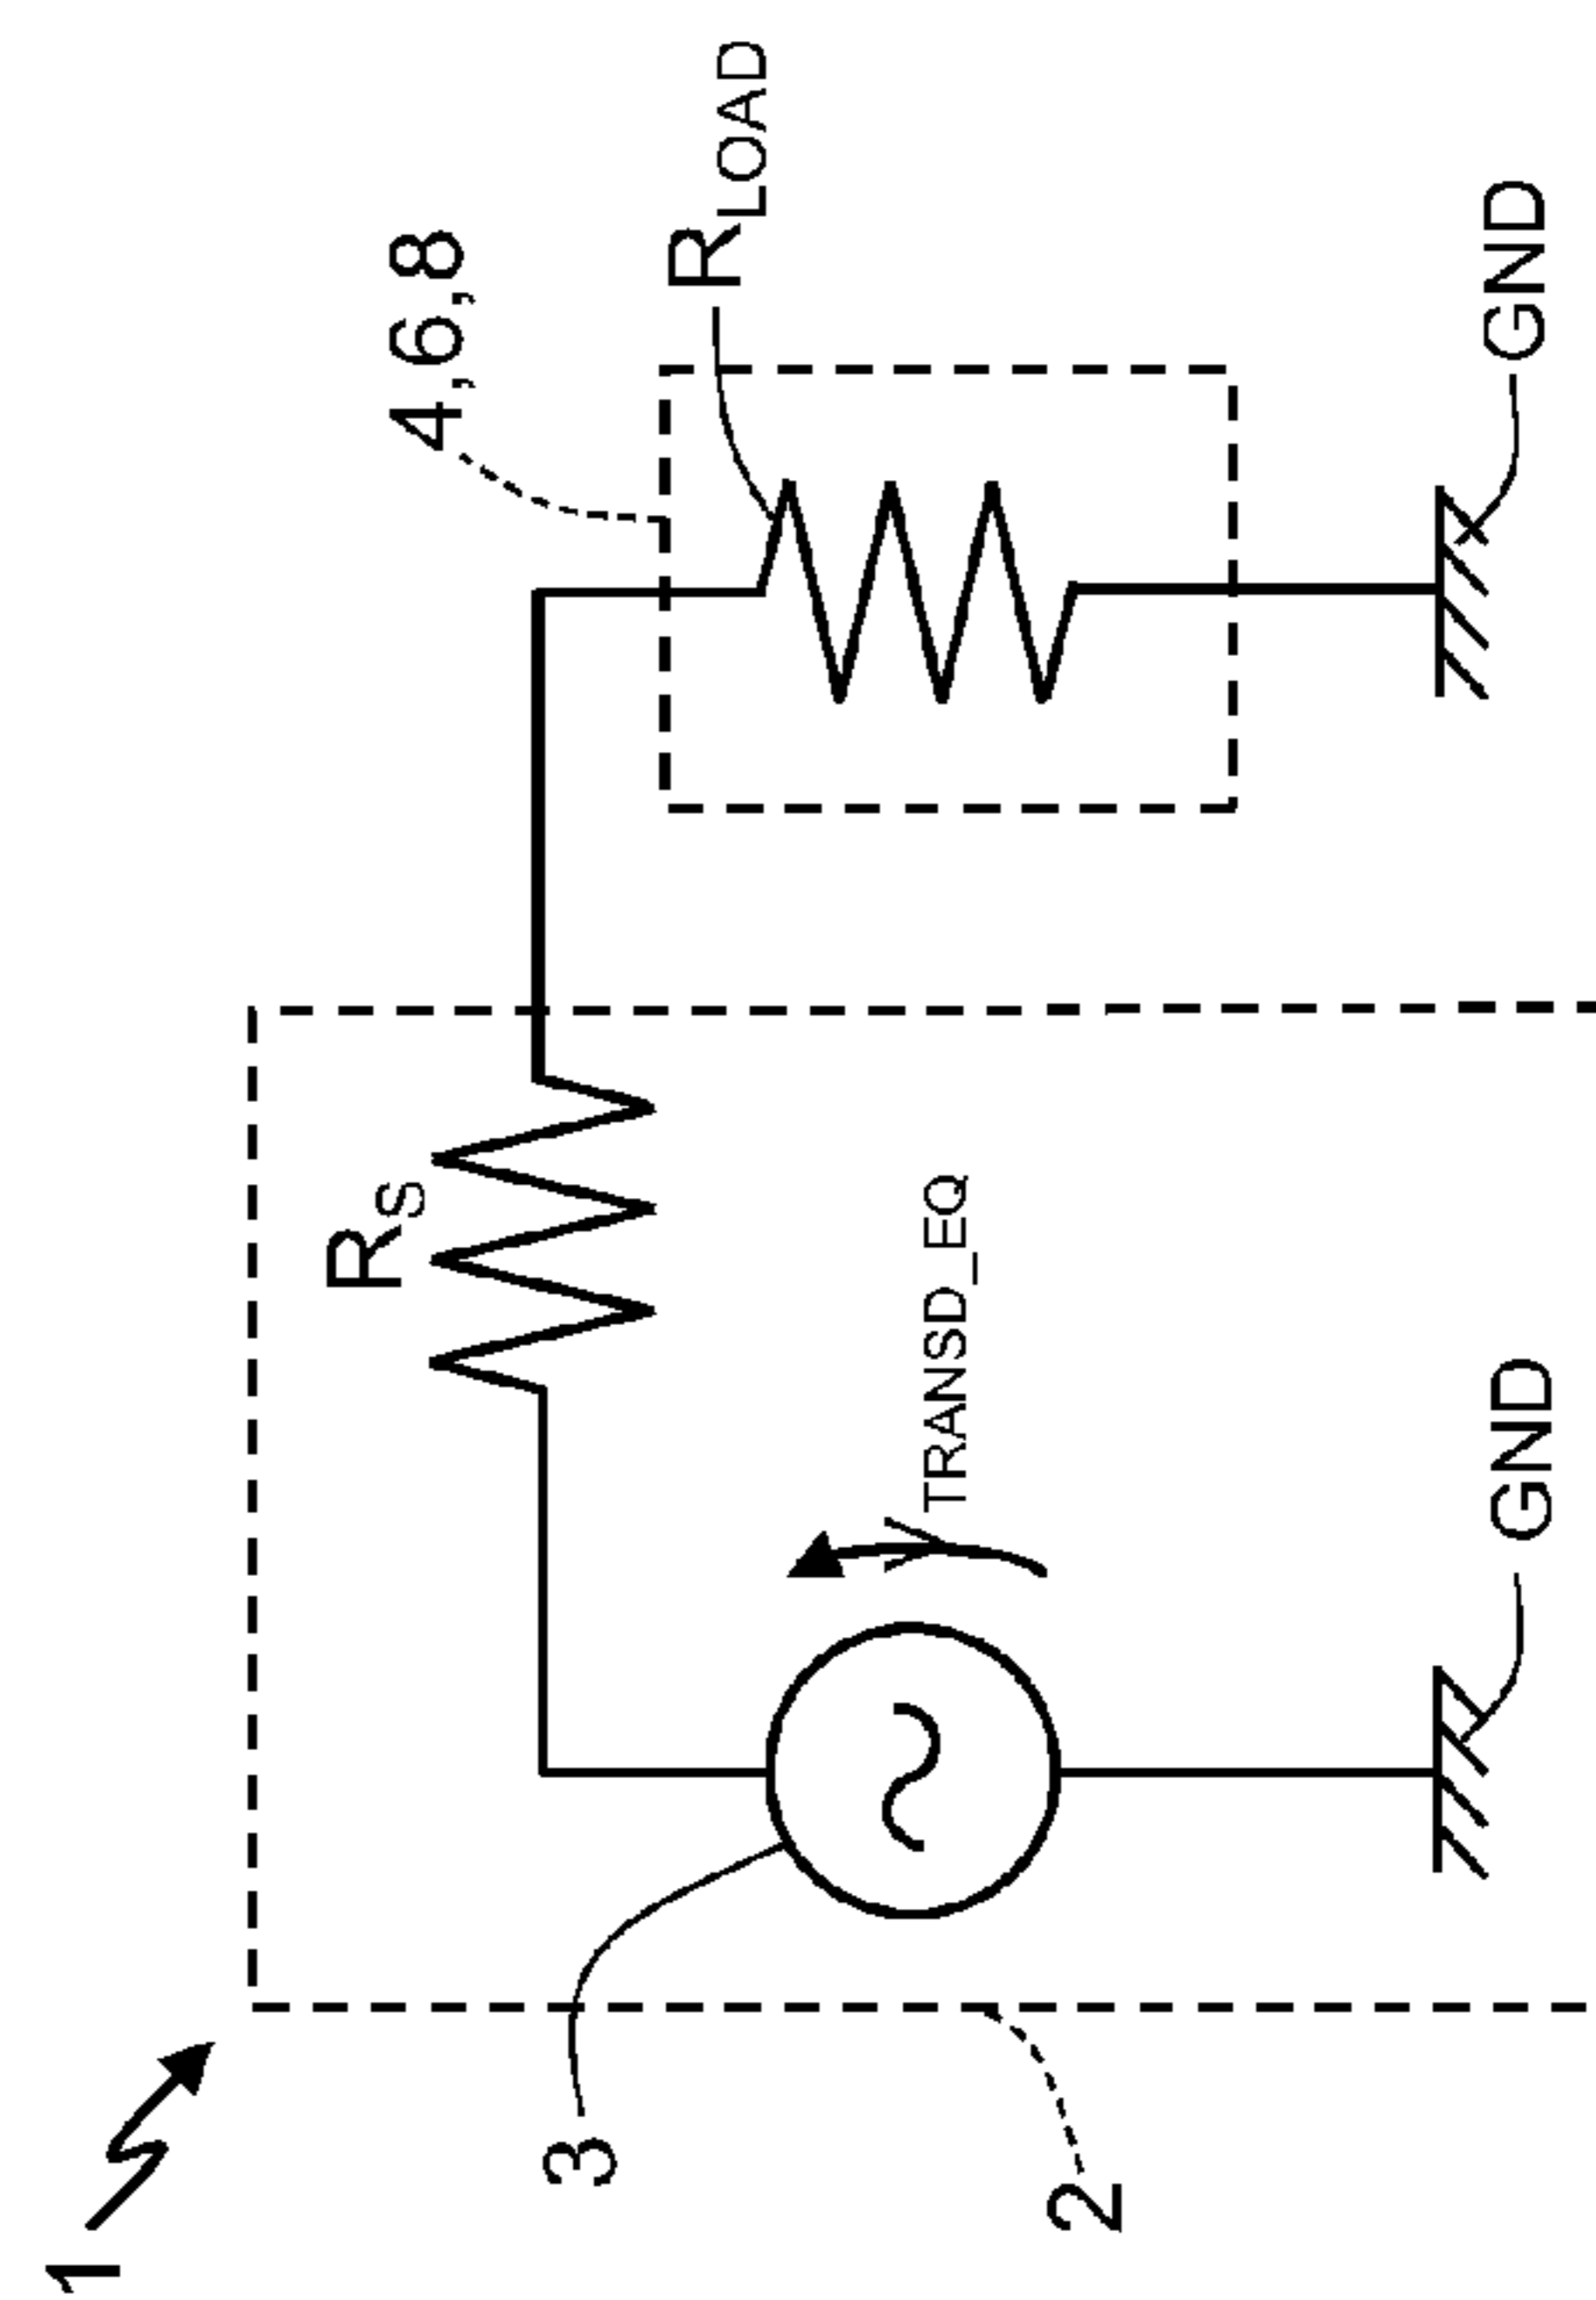 1
4,6,8
R_S
R_LOAD
3
V_TRANSD_EQ
2
GND
GND